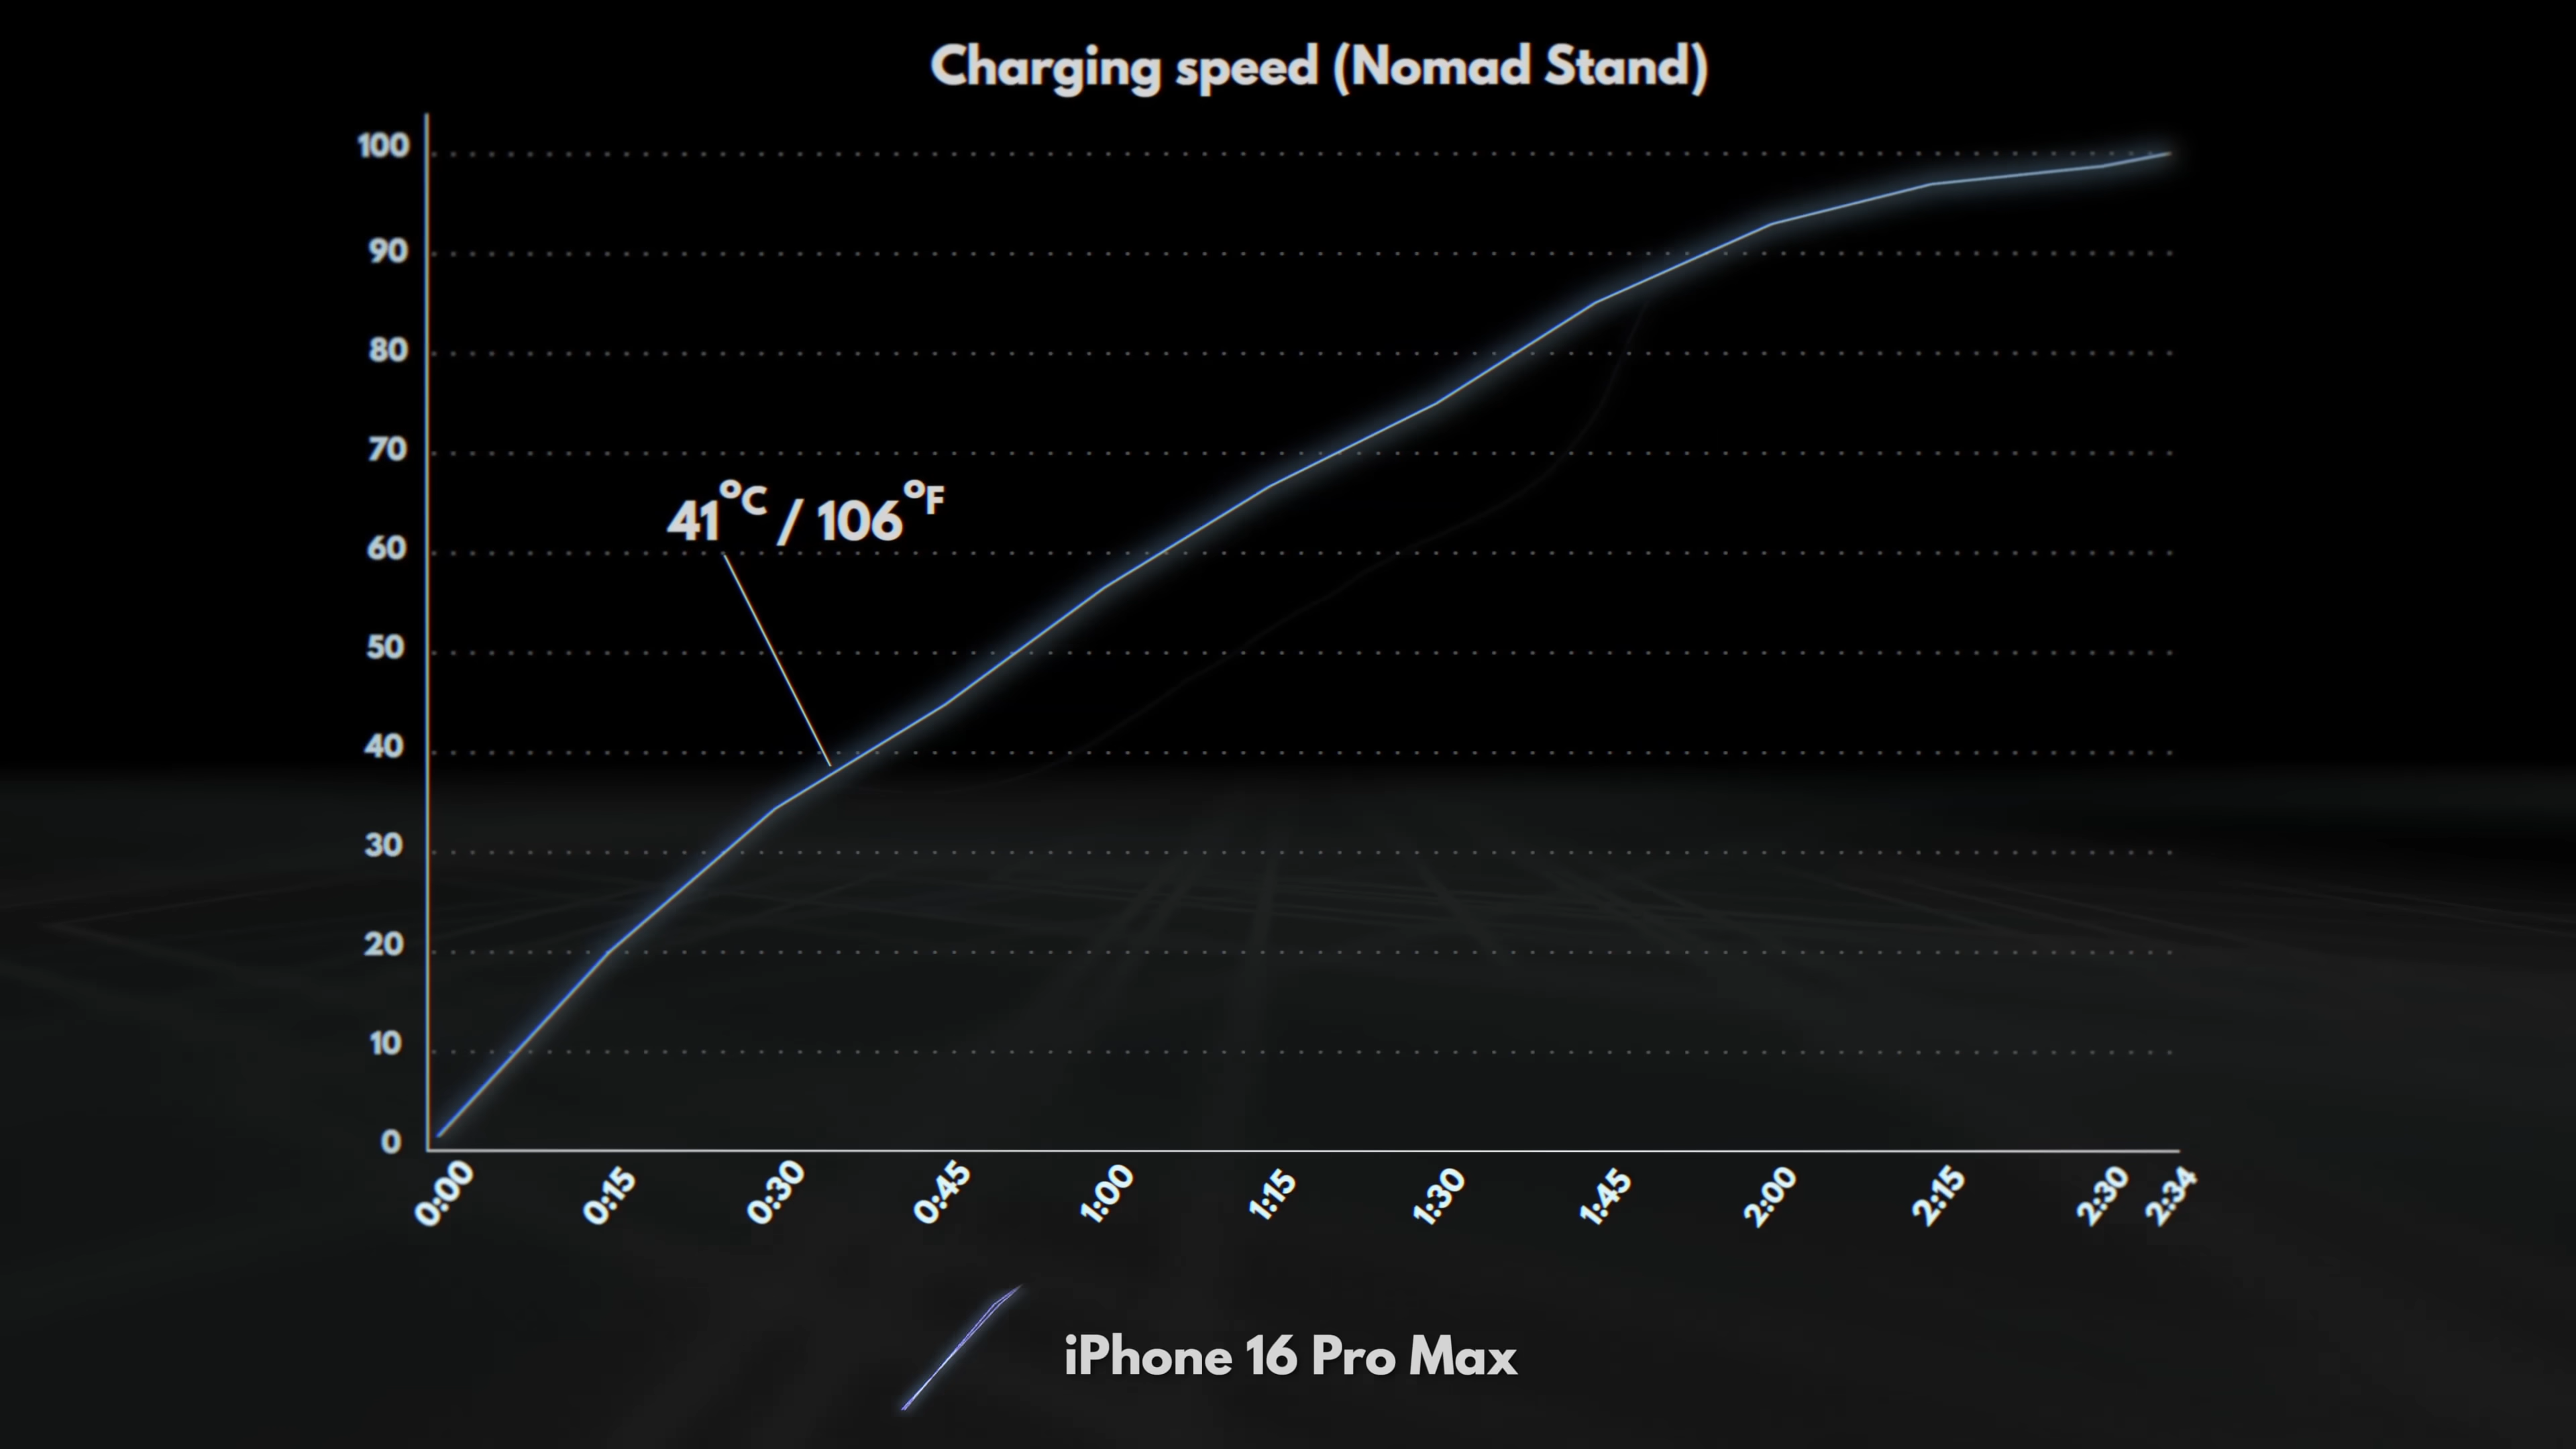 Charging speed (Nomad Stand)
100
90
80
70
60
50
40
30
20
10
0
41°C / 106°F
0:00 0:15 0:30 0:45 1:00 1:15 1:30 1:45 2:00 2:15 2:30 2:34
iPhone 16 Pro Max